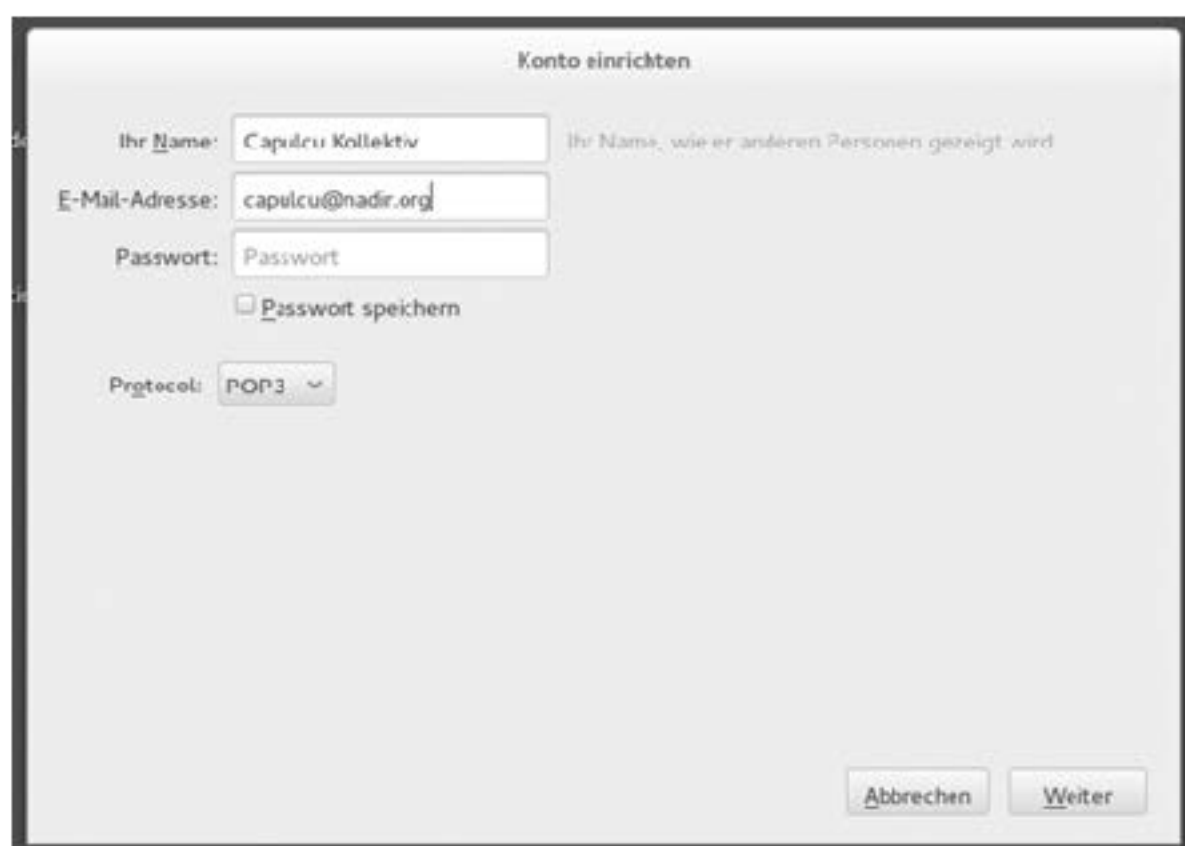 Konto einrichten
Ihr Name: Capulcu Kollektiv Ihr Name, wie er anderen Personen gezeigt wird
E-Mail-Adresse: capulcu@nadir.org
Passwort: Passwort
Passwort speichern
Protocol: POP3
Abbrechen Weiter